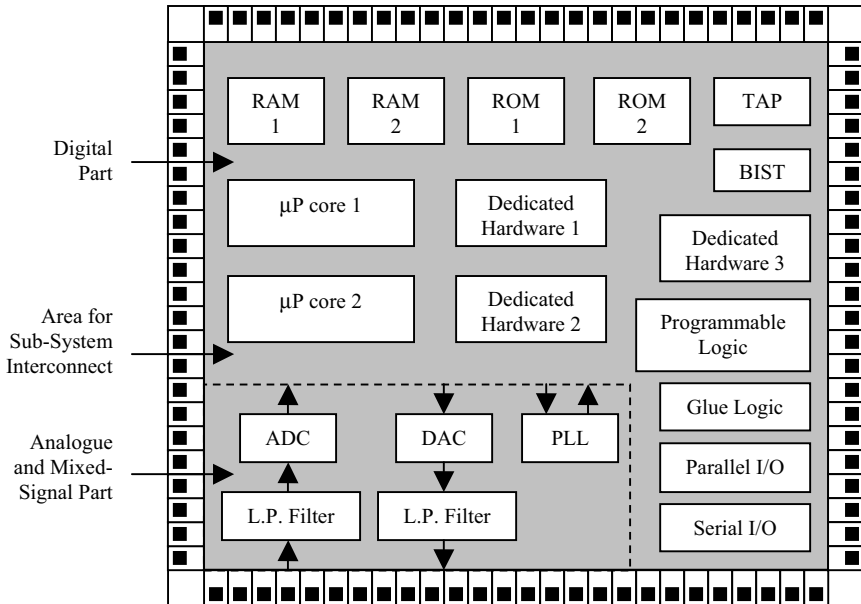 RAM
1
RAM
2
ROM
1
ROM
2
TAP
Digital
Part
BIST
μP core 1
Dedicated
Hardware 1
Dedicated
Hardware 3
μP core 2
Dedicated
Hardware 2
Area for
Sub-System
Interconnect
Programmable
Logic
Glue Logic
ADC
DAC
PLL
Analogue
and Mixed-
Signal Part
Parallel I/O
L.P. Filter
L.P. Filter
Serial I/O